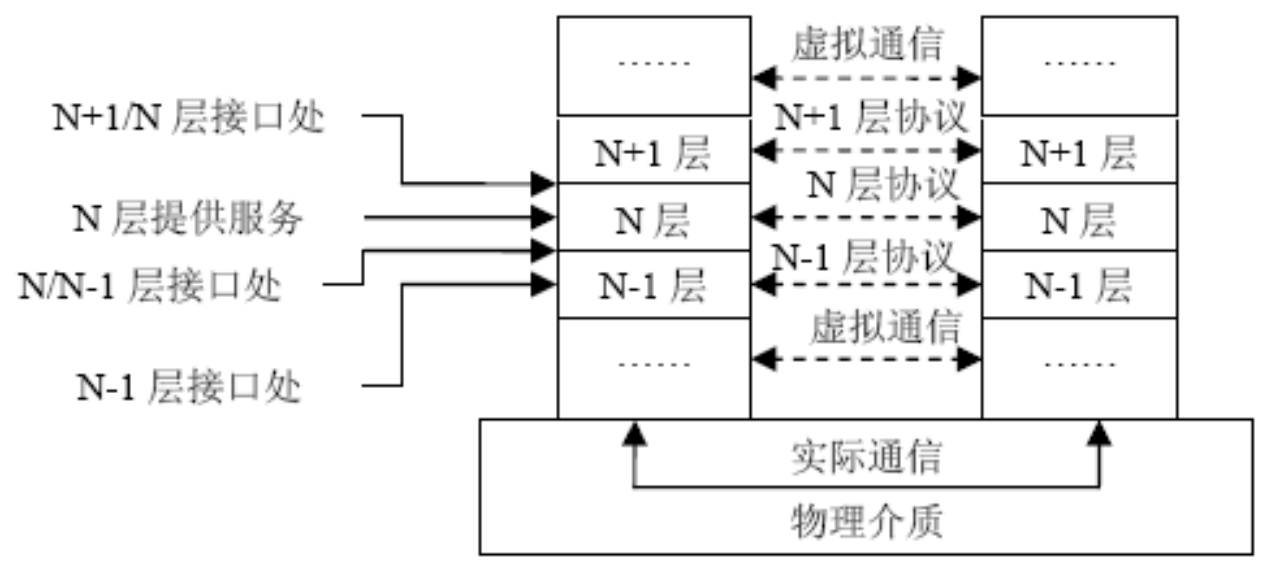 ……
虚拟通信
……
N+1/N 层接口处
N+1 层协议
N+1 层
N+1 层
N 层协议
N 层提供服务
N 层
N 层
N-1 层协议
N/N-1 层接口处
N-1 层
N-1 层
虚拟通信
……
……
N-1 层接口处
实际通信
物理介质